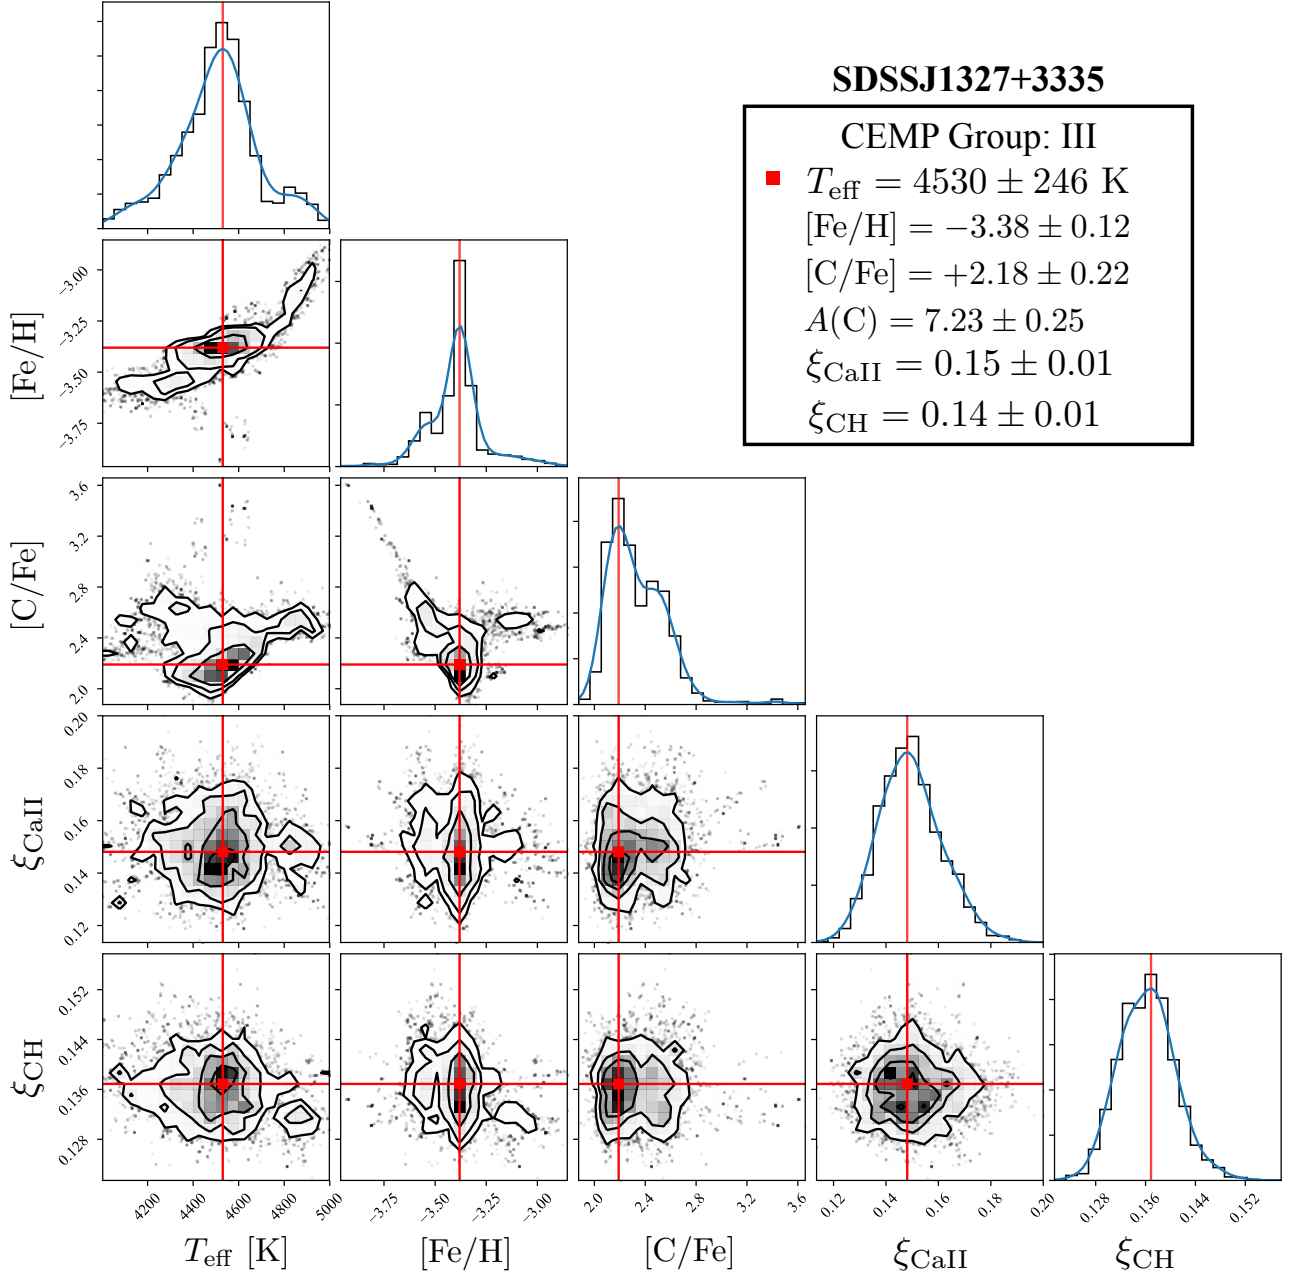 SDSSJ1327+3335
CEMP Group: III
T_eff = 4530 ± 246 K
[Fe/H] = −3.38 ± 0.12
[C/Fe] = +2.18 ± 0.22
A(C) = 7.23 ± 0.25
ξ_CaII = 0.15 ± 0.01
ξ_CH = 0.14 ± 0.01
[Fe/H]
−3.00
−3.25
−3.50
−3.75
[C/Fe]
3.6
3.2
2.8
2.4
2.0
ξ_CaII
0.20
0.18
0.16
0.14
0.12
ξ_CH
0.152
0.144
0.136
0.128
4200 4400 4600 4800 5000
−3.75 −3.50 −3.25 −3.00
2.0 2.4 2.8 3.2 3.6
0.12 0.14 0.16 0.18 0.20
0.128 0.136 0.144 0.152
T_eff [K]
[Fe/H]
[C/Fe]
ξ_CaII
ξ_CH